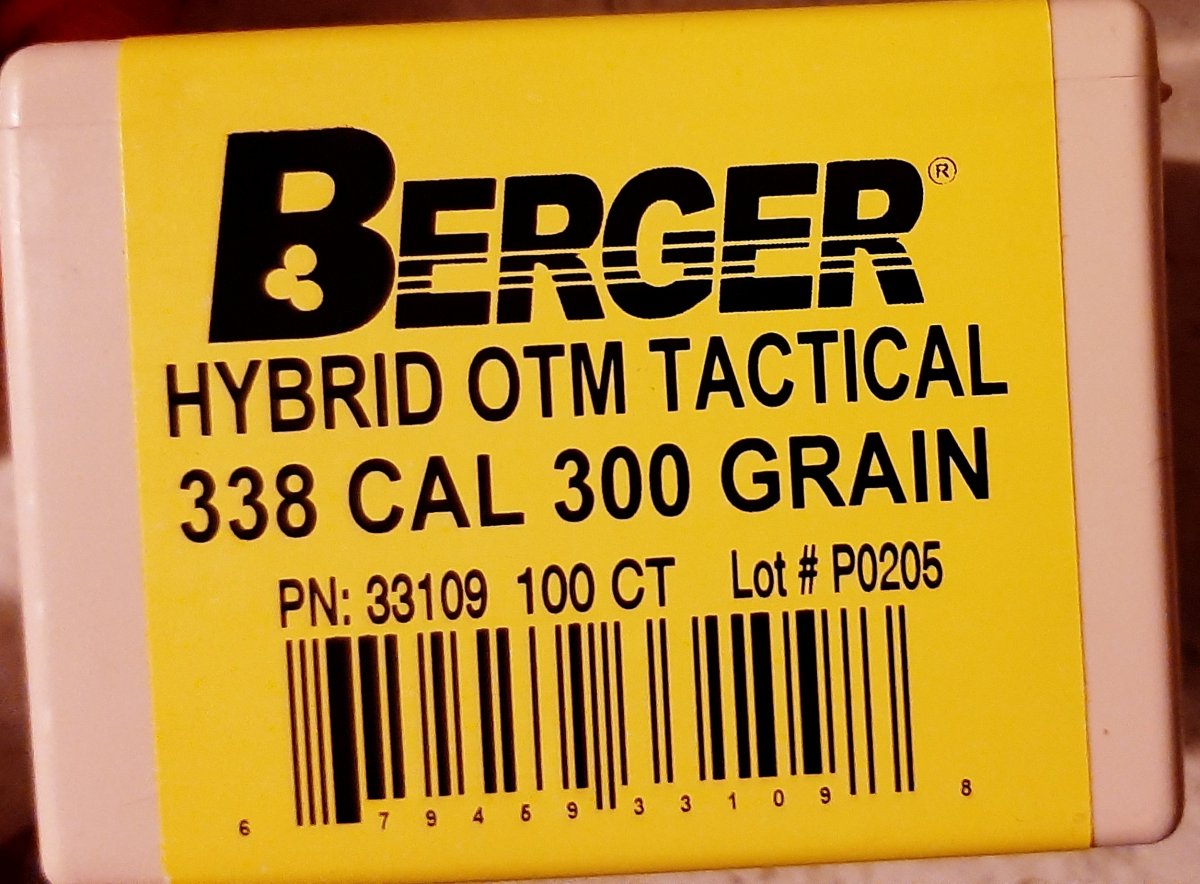 BERGER®
HYBRID OTM TACTICAL
338 CAL 300 GRAIN
PN: 33109 100 CT Lot # P0205
6 79459 33109 8